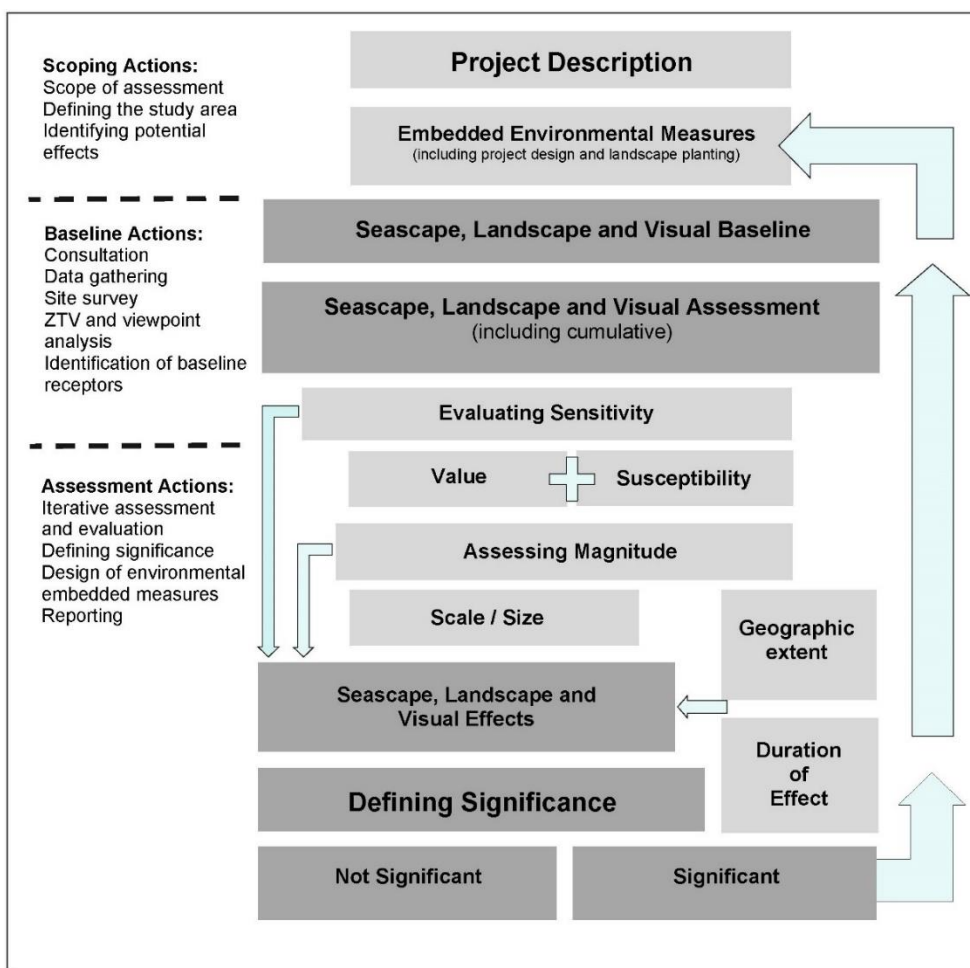 Scoping Actions:
Scope of assessment
Defining the study area
Identifying potential
effects
Project Description
Embedded Environmental Measures
(including project design and landscape planting)
Baseline Actions:
Consultation
Data gathering
Site survey
ZTV and viewpoint
analysis
Identification of baseline
receptors
Seascape, Landscape and Visual Baseline
Seascape, Landscape and Visual Assessment
(including cumulative)
Evaluating Sensitivity
Value
Susceptibility
Assessment Actions:
Iterative assessment
and evaluation
Defining significance
Design of environmental
embedded measures
Reporting
Assessing Magnitude
Scale / Size
Geographic
extent
Seascape, Landscape and
Visual Effects
Duration
of
Effect
Defining Significance
Not Significant
Significant